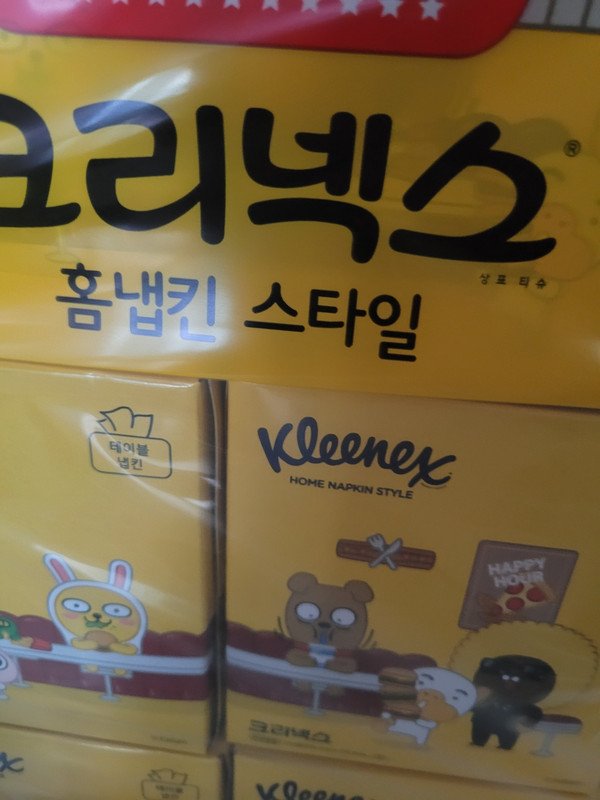 크리넥스®
상표 티슈
홈냅킨 스타일
테이블
냅킨
Kleenex
HOME NAPKIN STYLE
HAPPY
HOUR
크리넥스
Kleenex